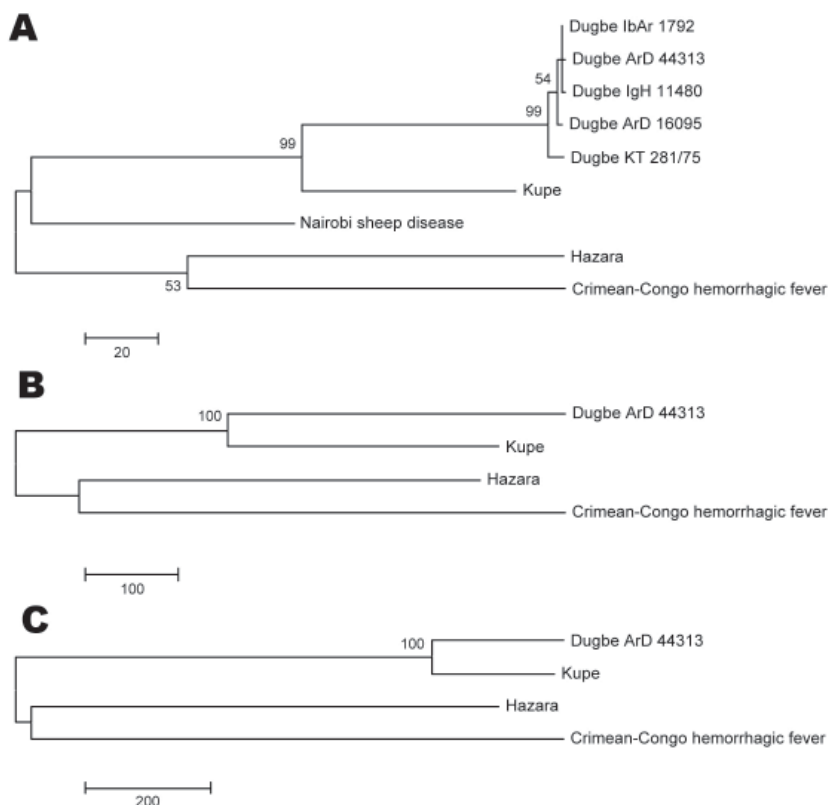 A
Dugbe IbAr 1792
Dugbe ArD 44313
54
Dugbe IgH 11480
99
Dugbe ArD 16095
99
Dugbe KT 281/75
Kupe
Nairobi sheep disease
Hazara
53
Crimean-Congo hemorrhagic fever
20
B
100
Dugbe ArD 44313
Kupe
Hazara
Crimean-Congo hemorrhagic fever
100
C
100
Dugbe ArD 44313
Kupe
Hazara
Crimean-Congo hemorrhagic fever
200